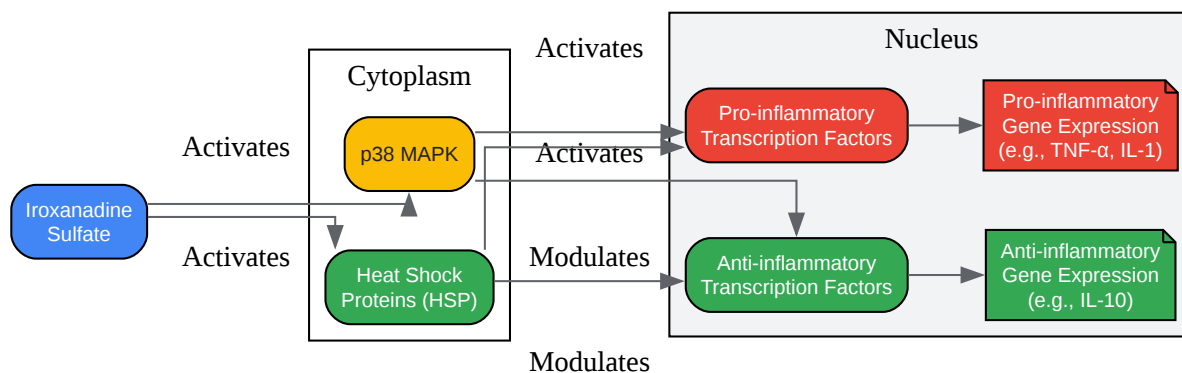 Activates
Nucleus
Cytoplasm
Pro-inflammatory
Transcription Factors
Pro-inflammatory
Gene Expression
(e.g., TNF-α, IL-1)
Activates
p38 MAPK
Activates
Iroxanadine
Sulfate
Activates
Heat Shock
Proteins (HSP)
Modulates
Anti-inflammatory
Transcription Factors
Anti-inflammatory
Gene Expression
(e.g., IL-10)
Modulates